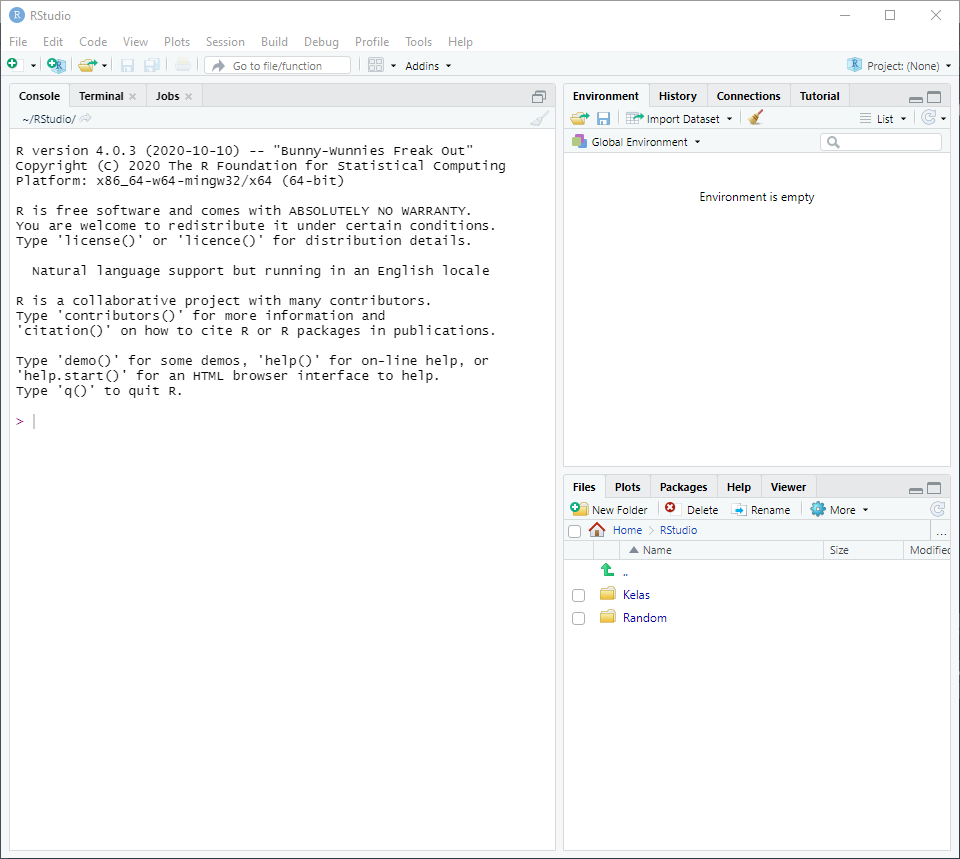 RStudio
File Edit Code View Plots Session Build Debug Profile Tools Help
Go to file/function Addins Project: (None)
Console Terminal Jobs
~/RStudio/
R version 4.0.3 (2020-10-10) -- "Bunny-Wunnies Freak Out"
Copyright (C) 2020 The R Foundation for Statistical Computing
Platform: x86_64-w64-mingw32/x64 (64-bit)
R is free software and comes with ABSOLUTELY NO WARRANTY.
You are welcome to redistribute it under certain conditions.
Type 'license()' or 'licence()' for distribution details.
Natural language support but running in an English locale
R is a collaborative project with many contributors.
Type 'contributors()' for more information and
'citation()' on how to cite R or R packages in publications.
Type 'demo()' for some demos, 'help()' for on-line help, or
'help.start()' for an HTML browser interface to help.
Type 'q()' to quit R.
>
Environment History Connections Tutorial
Import Dataset List
Global Environment
Environment is empty
Files Plots Packages Help Viewer
New Folder Delete Rename More
Home RStudio ...
Name Size Modified
..
Kelas
Random